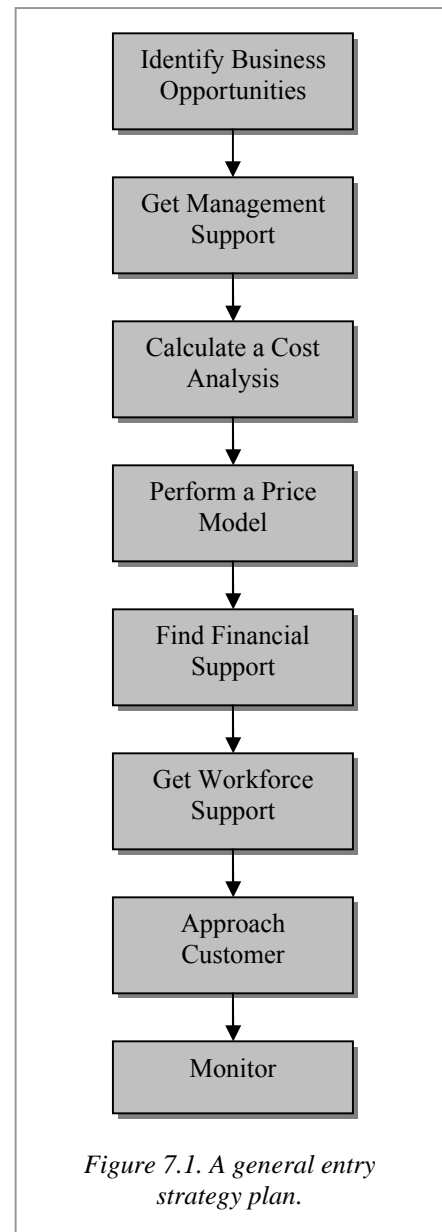 Identify Business
Opportunities
Get Management
Support
Calculate a Cost
Analysis
Perform a Price
Model
Find Financial
Support
Get Workforce
Support
Approach
Customer
Monitor
Figure 7.1. A general entry
strategy plan.